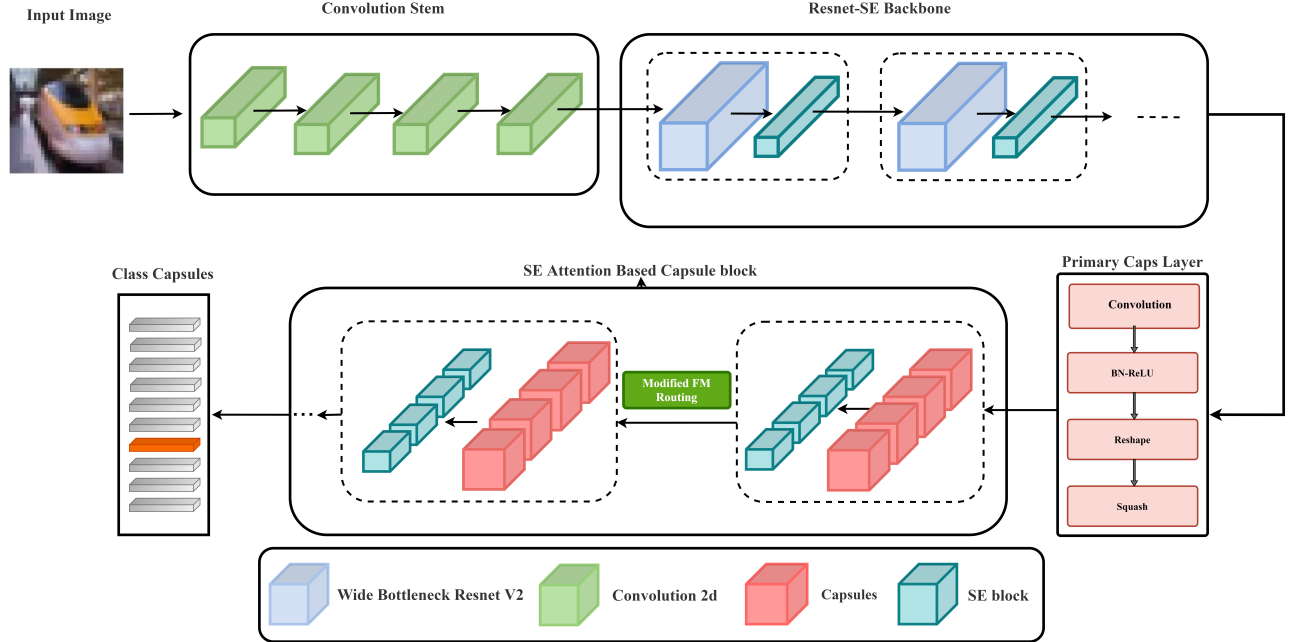 Input Image
Convolution Stem
Resnet-SE Backbone
Class Capsules
SE Attention Based Capsule block
Primary Caps Layer
Convolution
BN-ReLU
Reshape
Squash
Modified FM
Routing
Wide Bottleneck Resnet V2
Convolution 2d
Capsules
SE block